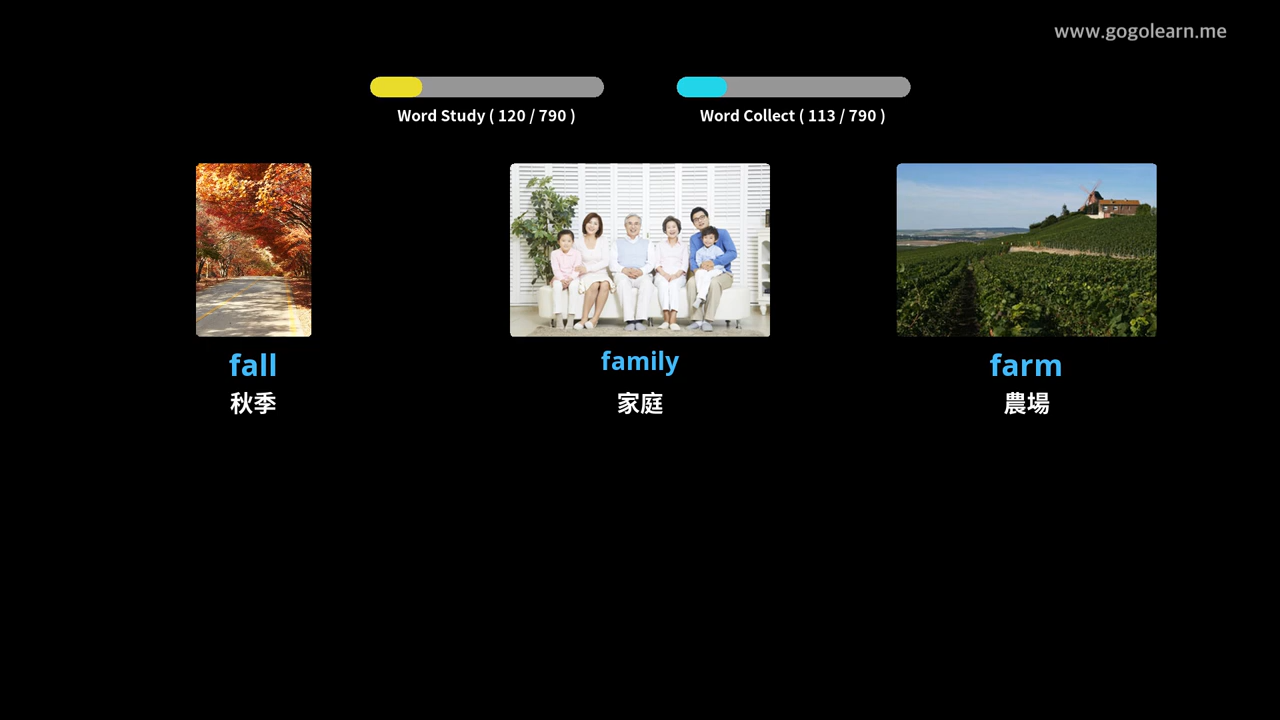 www.gogolearn.me
Word Study ( 120 / 790 )
Word Collect ( 113 / 790 )
fall
秋季
family
家庭
farm
農場